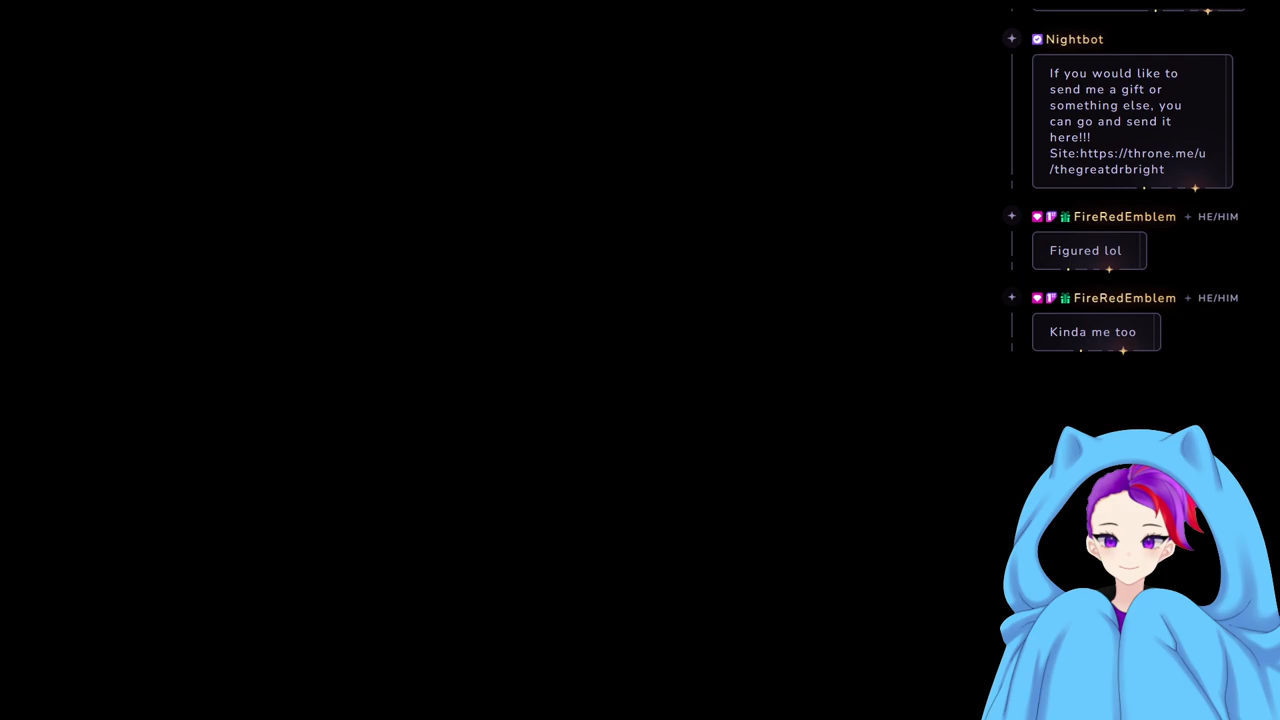 Nightbot
If you would like to
send me a gift or
something else, you
can go and send it
here!!!
Site:https://throne.me/u
/thegreatdrbright
FireRedEmblem HE/HIM
Figured lol
FireRedEmblem HE/HIM
Kinda me too